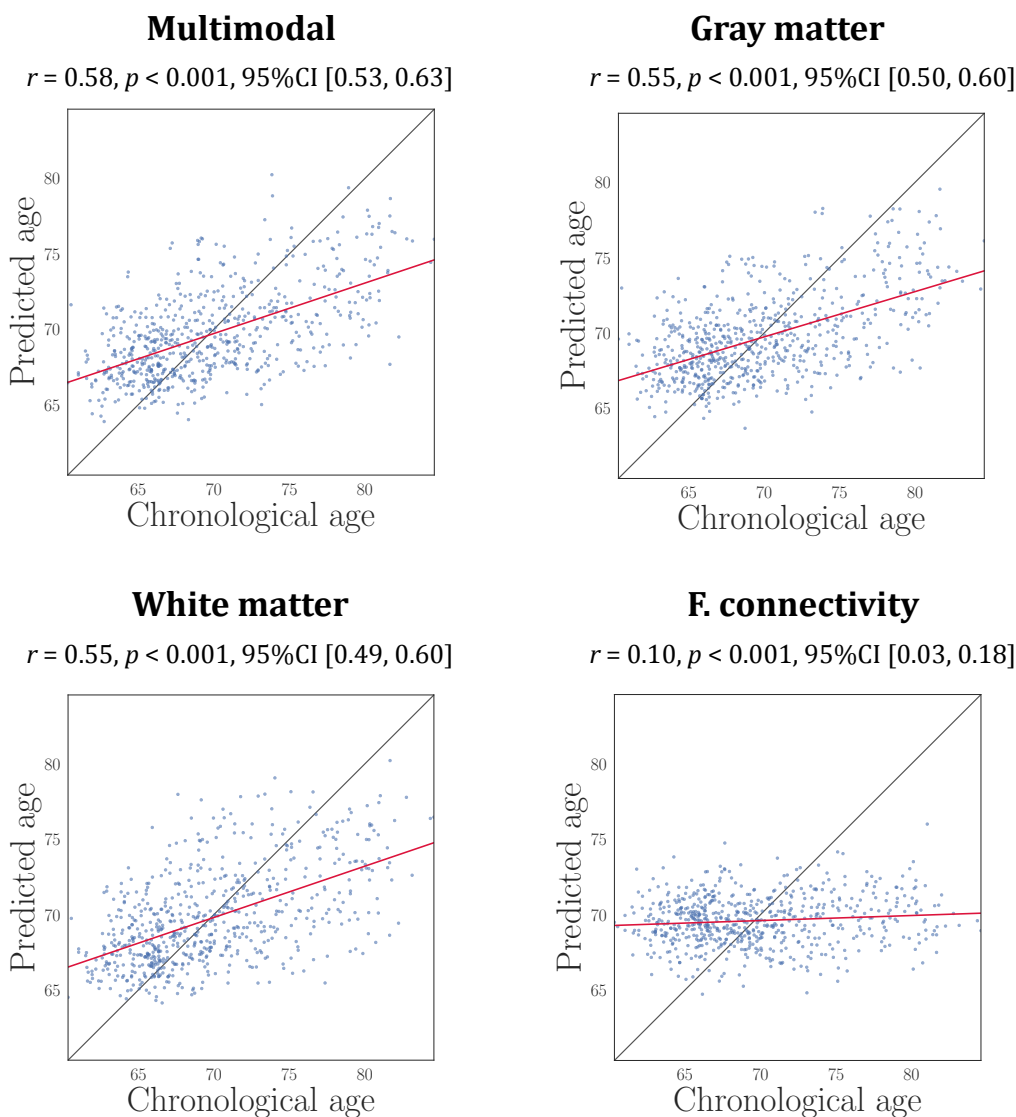 Multimodal
r = 0.58, p < 0.001, 95%CI [0.53, 0.63]
80
75
70
65
Predicted age
65 70 75 80
Chronological age
Gray matter
r = 0.55, p < 0.001, 95%CI [0.50, 0.60]
80
75
70
65
Predicted age
65 70 75 80
Chronological age
White matter
r = 0.55, p < 0.001, 95%CI [0.49, 0.60]
80
75
70
65
Predicted age
65 70 75 80
Chronological age
F. connectivity
r = 0.10, p < 0.001, 95%CI [0.03, 0.18]
80
75
70
65
Predicted age
65 70 75 80
Chronological age